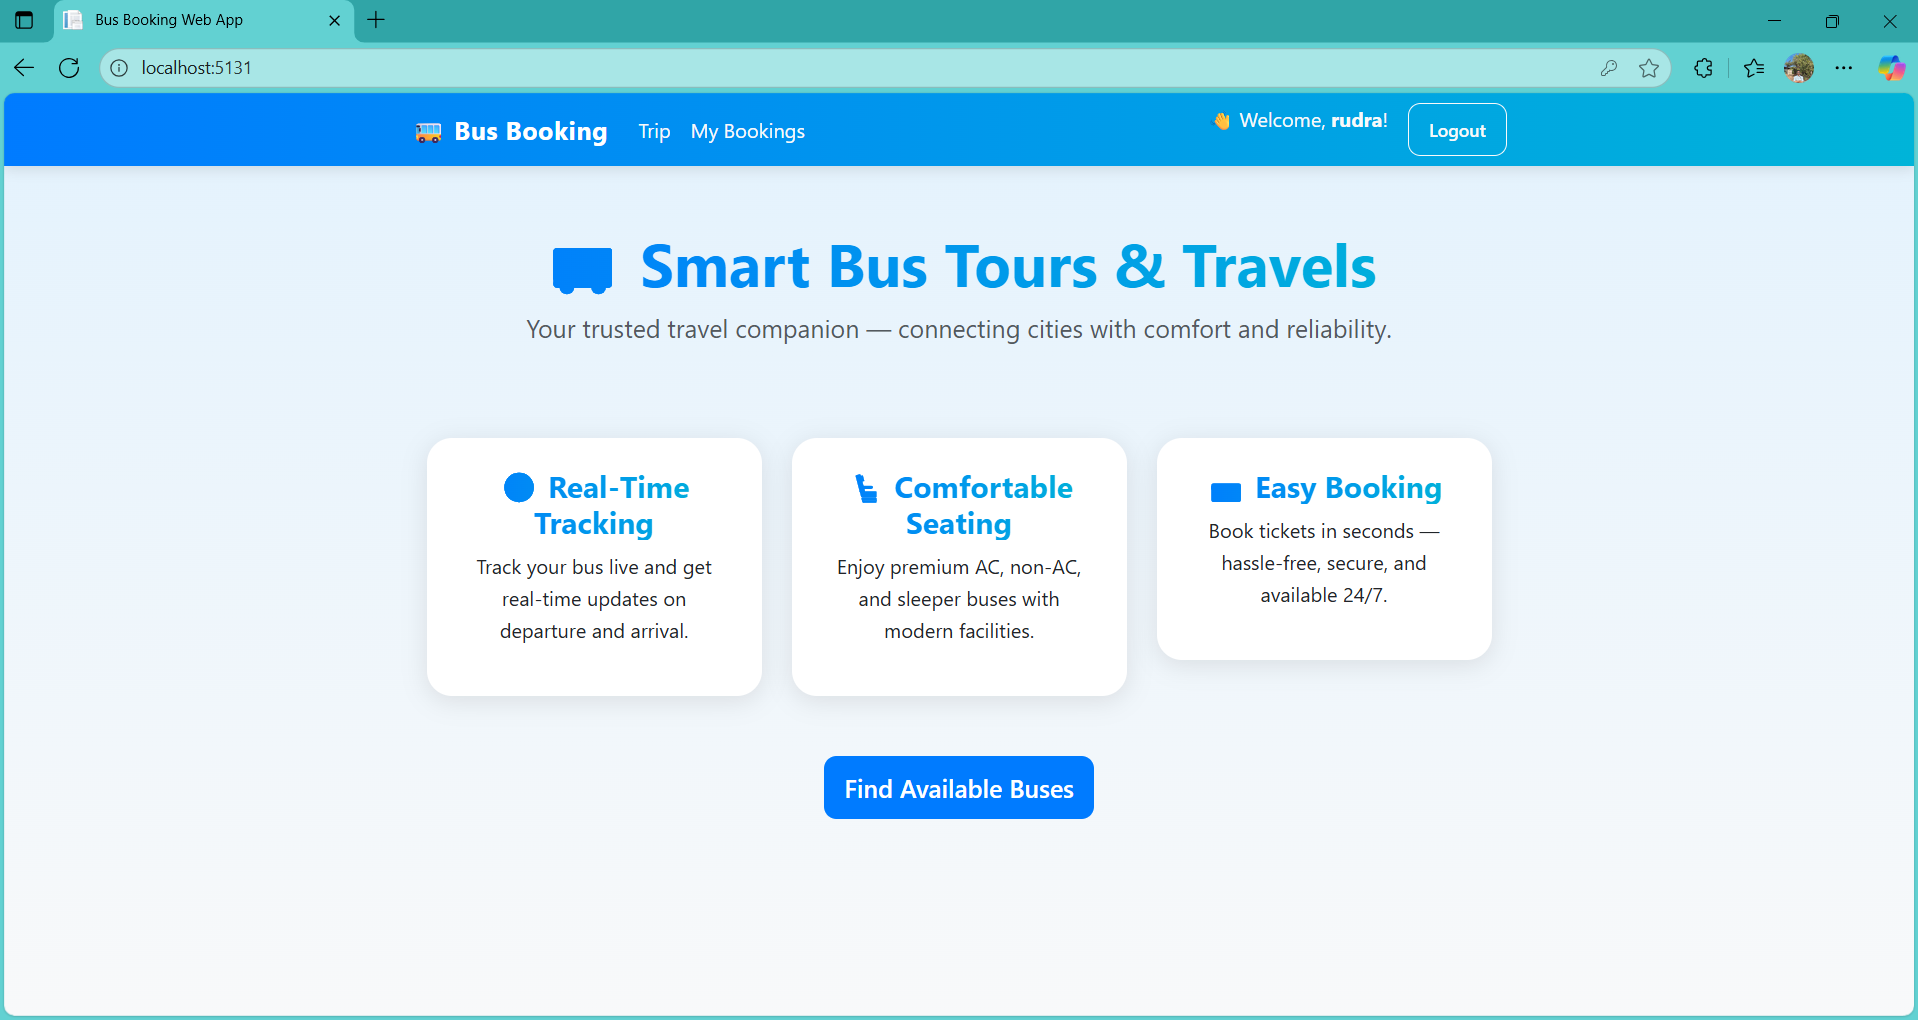 Bus Booking Web App
localhost:5131
Bus Booking Trip My Bookings 👋 Welcome, rudra! Logout
Smart Bus Tours & Travels
Your trusted travel companion — connecting cities with comfort and reliability.
Real-Time
Tracking
Track your bus live and get
real-time updates on
departure and arrival.
Comfortable
Seating
Enjoy premium AC, non-AC,
and sleeper buses with
modern facilities.
Easy Booking
Book tickets in seconds —
hassle-free, secure, and
available 24/7.
Find Available Buses